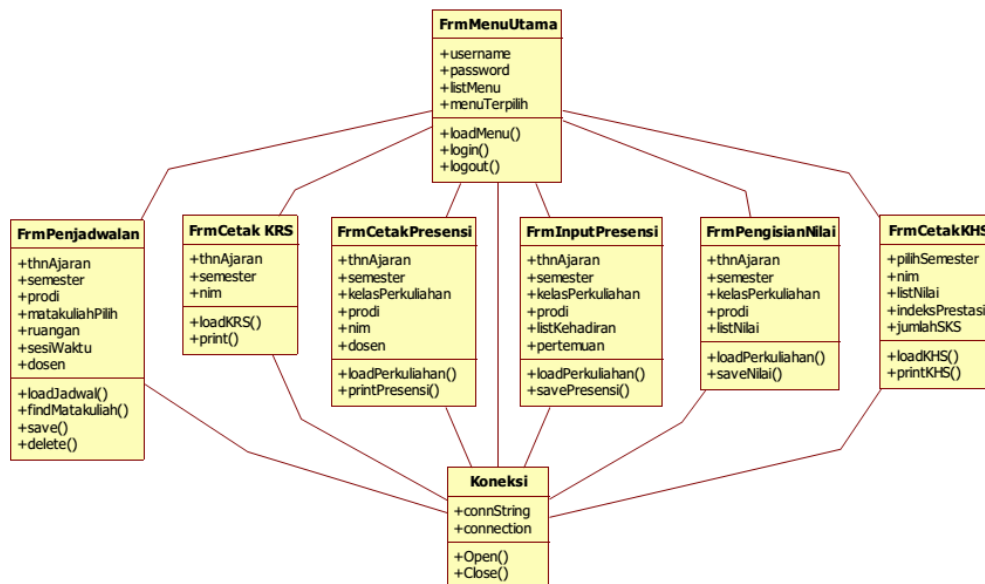 FrmMenuUtama
+username
+password
+listMenu
+menuTerpilih
+loadMenu()
+login()
+logout()
FrmPenjadwalan
+thnAjaran
+semester
+prodi
+matakuliahPilih
+ruangan
+sesiWaktu
+dosen
+loadJadwal()
+findMatakuliah()
+save()
+delete()
FrmCetak KRS
+thnAjaran
+semester
+nim
+loadKRS()
+print()
FrmCetakPresensi
+thnAjaran
+semester
+kelasPerkuliahan
+prodi
+nim
+dosen
+loadPerkuliahan()
+printPresensi()
FrmInputPresensi
+thnAjaran
+semester
+kelasPerkuliahan
+prodi
+listKehadiran
+pertemuan
+loadPerkuliahan()
+savePresensi()
FrmPengisianNilai
+thnAjaran
+semester
+kelasPerkuliahan
+prodi
+listNilai
+loadPerkuliahan()
+saveNilai()
FrmCetakKHS
+pilihSemester
+nim
+listNilai
+indeksPrestasi
+jumlahSKS
+loadKHS()
+printKHS()
Koneksi
+connString
+connection
+Open()
+Close()